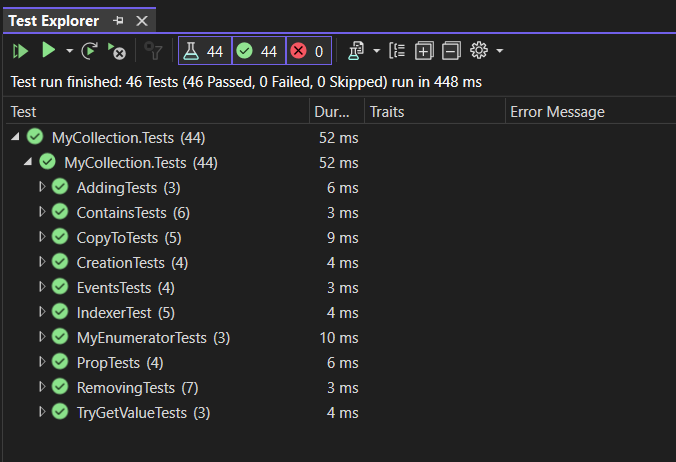 Test Explorer
44 44 0
Test run finished: 46 Tests (46 Passed, 0 Failed, 0 Skipped) run in 448 ms
Test Dur... Traits Error Message
MyCollection.Tests (44) 52 ms
MyCollection.Tests (44) 52 ms
AddingTests (3) 6 ms
ContainsTests (6) 3 ms
CopyToTests (5) 9 ms
CreationTests (4) 4 ms
EventsTests (4) 3 ms
IndexerTest (5) 4 ms
MyEnumeratorTests (3) 10 ms
PropTests (4) 6 ms
RemovingTests (7) 3 ms
TryGetValueTests (3) 4 ms